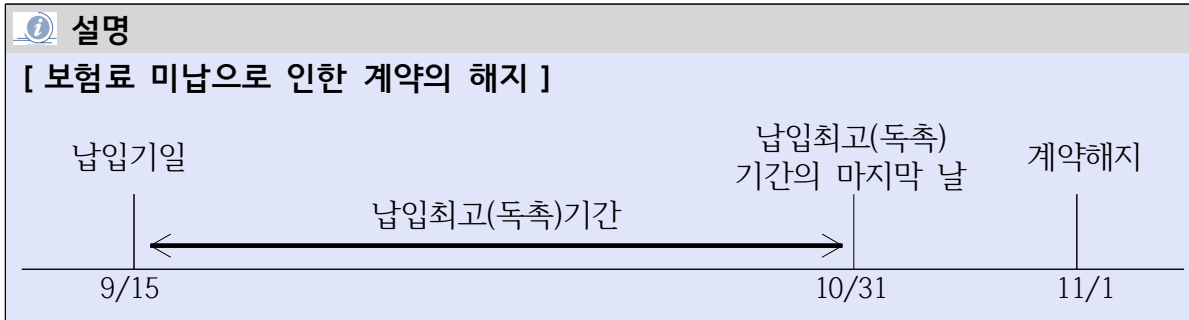 설명
[ 보험료 미납으로 인한 계약의 해지 ]
납입기일
납입최고(독촉)
기간의 마지막 날
계약해지
납입최고(독촉)기간
9/15
10/31
11/1